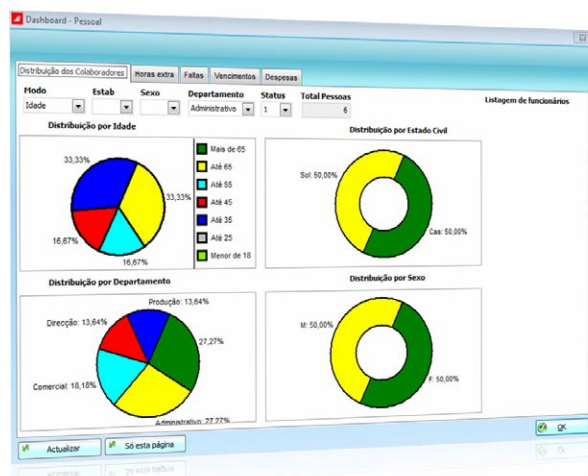 Dashboard - Pessoal
Distribuição dos Colaboradores Horas extra Faltas Vencimentos Despesas
Modo Estab Sexo Departamento Status Total Pessoas
Idade Administrativo 1 6
Listagem de funcionários
Distribuição por Idade
33,33%
33,33%
16,67%
16,67%
Mais de 65
Até 65
Até 55
Até 45
Até 35
Até 25
Menor de 18
Distribuição por Estado Civil
Sol: 50,00%
Cas: 50,00%
Distribuição por Departamento
Produção: 13,64%
Direcção: 13,64%
27,27%
Comercial: 18,18%
Administrativo: 27,27%
Distribuição por Sexo
M: 50,00%
F: 50,00%
Actualizar Só esta página
OK